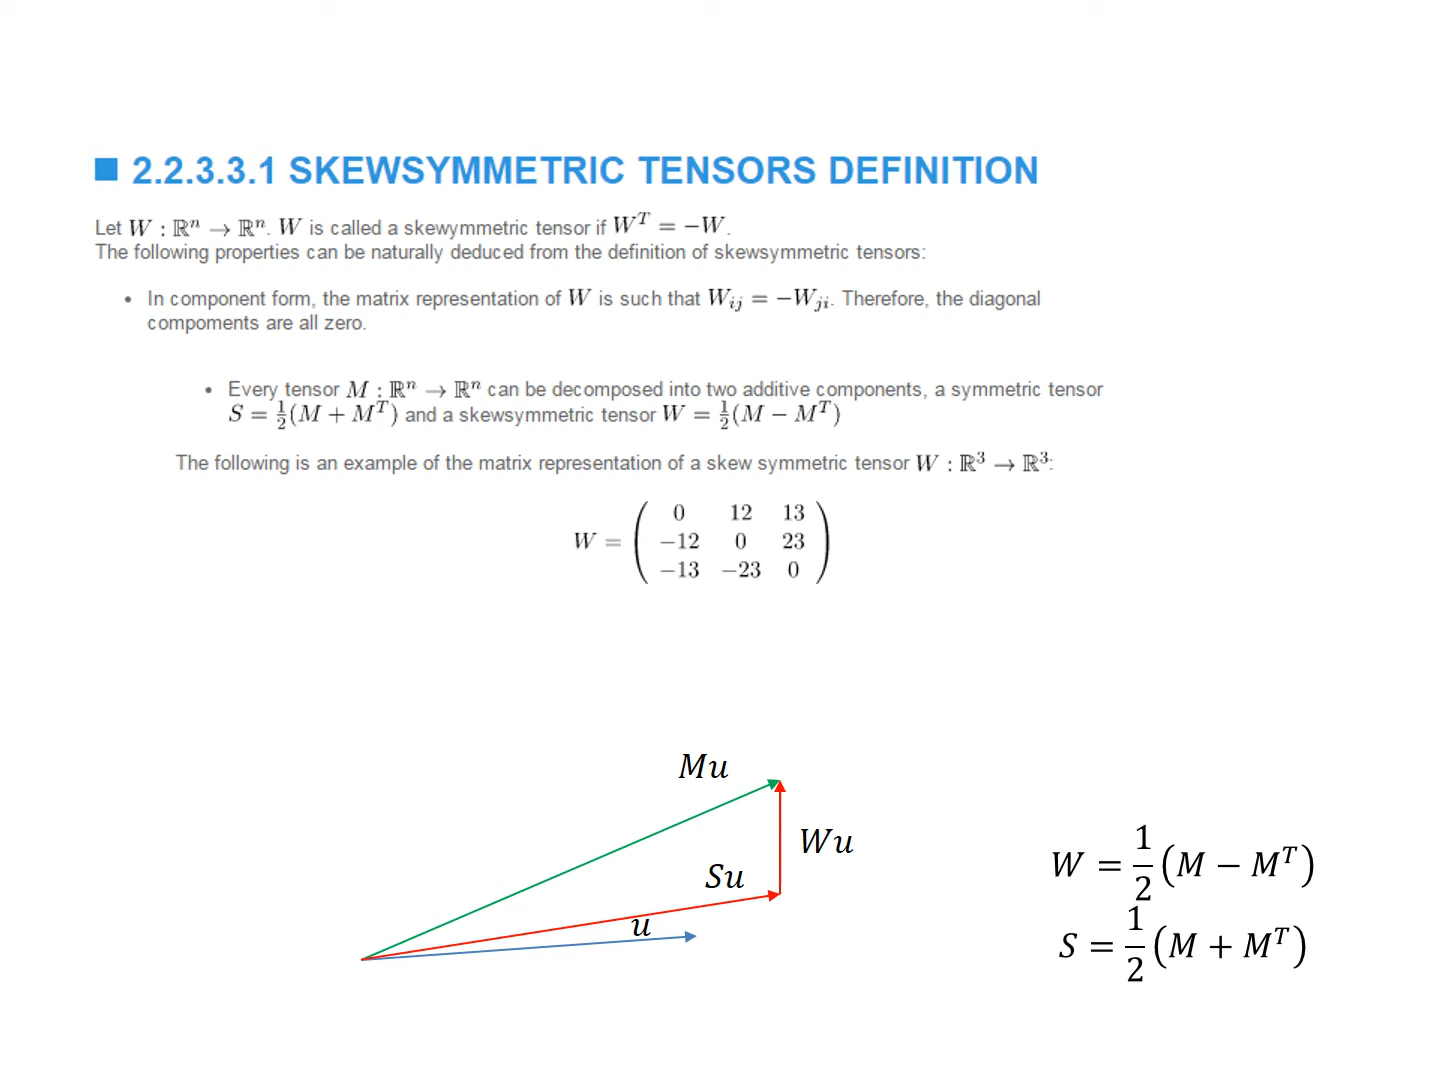 ■ 2.2.3.3.1 SKEWSYMMETRIC TENSORS DEFINITION
Let W : ℝⁿ → ℝⁿ. W is called a skewymmetric tensor if Wᵀ = −W.
The following properties can be naturally deduced from the definition of skewsymmetric tensors:
• In component form, the matrix representation of W is such that Wᵢⱼ = −Wⱼᵢ. Therefore, the diagonal
compoments are all zero.
• Every tensor M : ℝⁿ → ℝⁿ can be decomposed into two additive components, a symmetric tensor
S = ½(M + Mᵀ) and a skewsymmetric tensor W = ½(M − Mᵀ)
The following is an example of the matrix representation of a skew symmetric tensor W : ℝ³ → ℝ³:
0 12 13
W = −12 0 23
−13 −23 0
Mu
Wu
Su
u
W = ½(M − Mᵀ)
S = ½(M + Mᵀ)